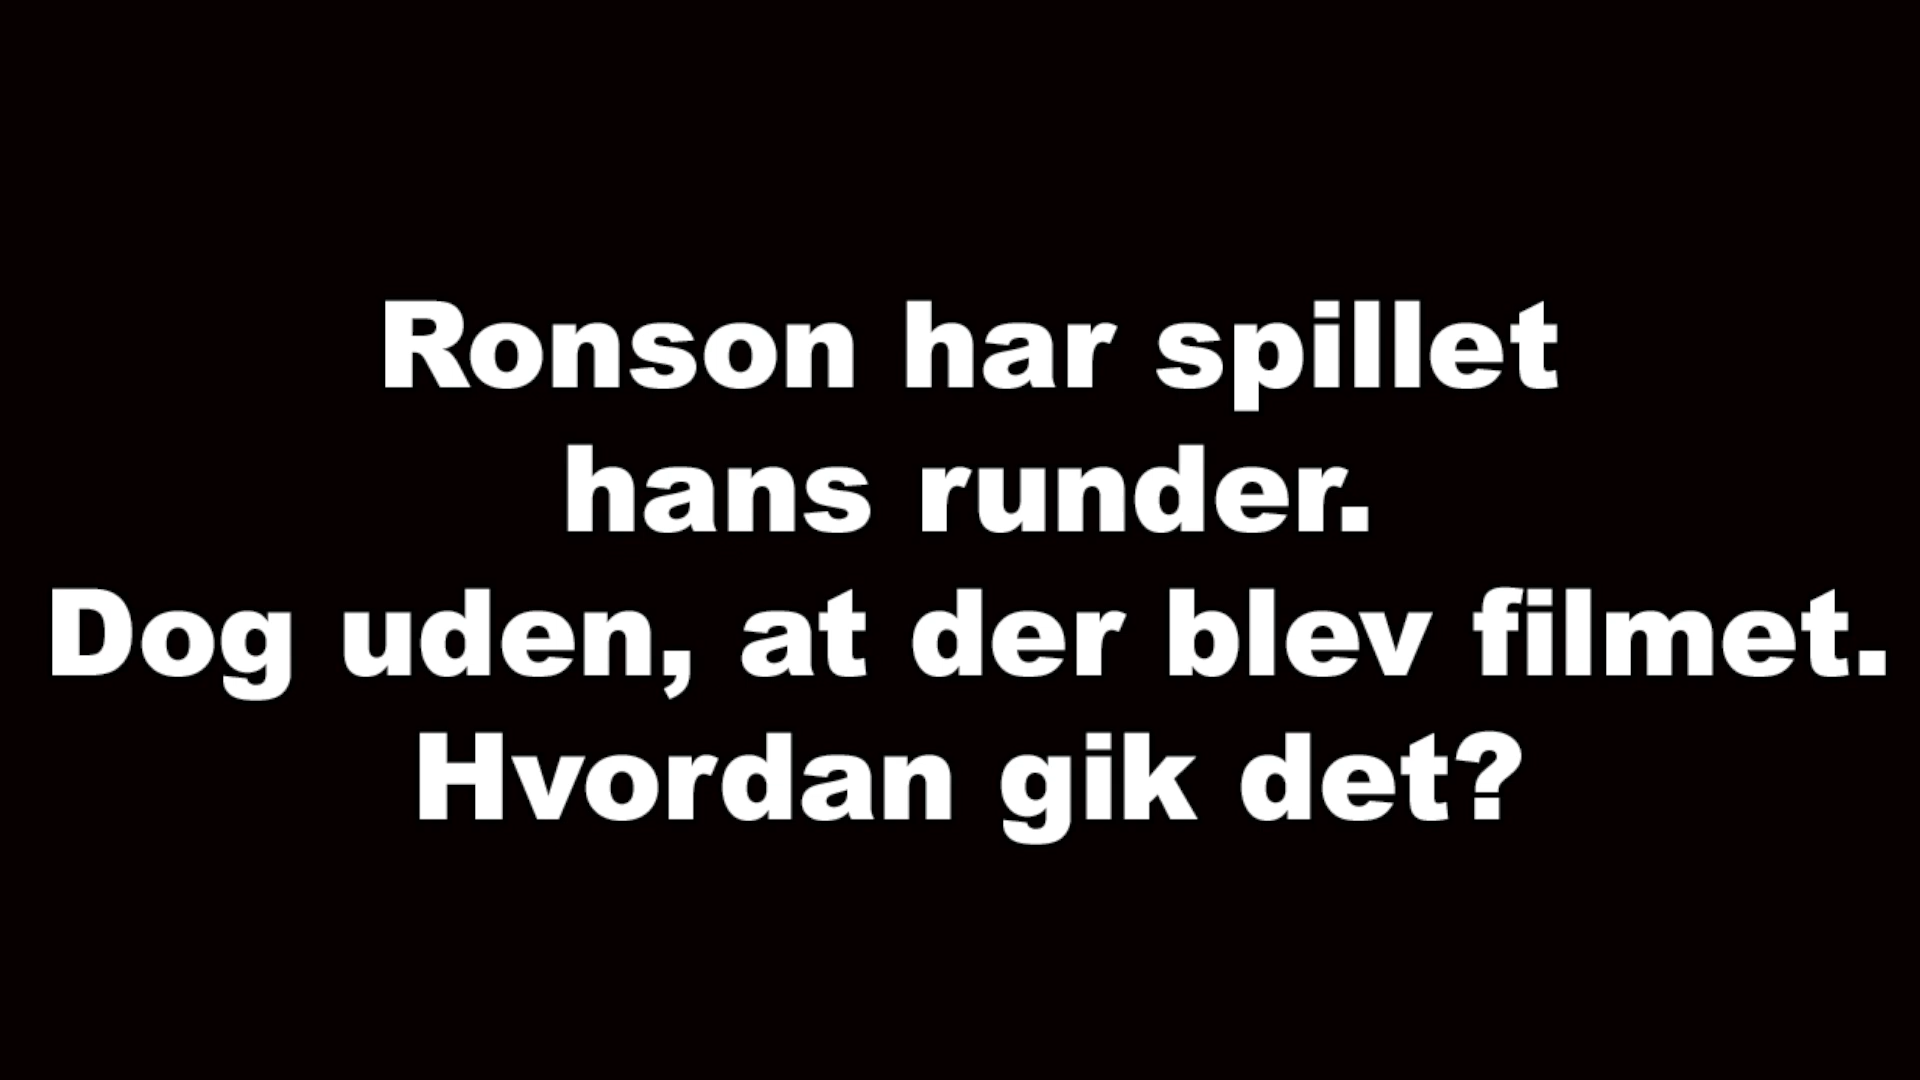 Ronson har spillet
hans runder.
Dog uden, at der blev filmet.
Hvordan gik det?